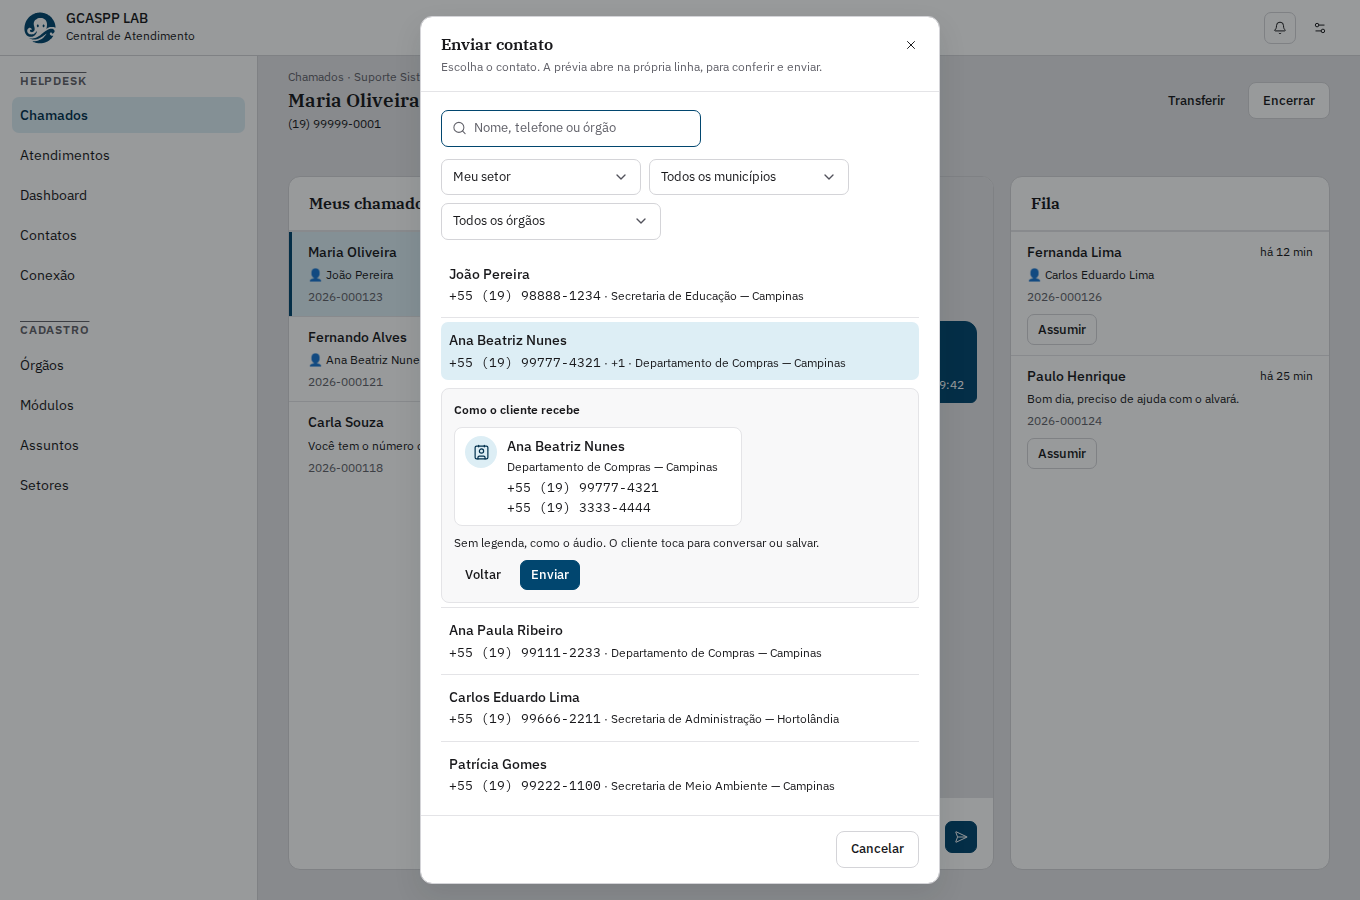 GCASPP LAB
Central de Atendimento
HELPDESK
Chamados
Atendimentos
Dashboard
Contatos
Conexão
CADASTRO
Órgãos
Módulos
Assuntos
Setores
Chamados · Suporte Sist
Maria Oliveira
(19) 99999-0001
Transferir
Encerrar
Meus chamado
Maria Oliveira
João Pereira
2026-000123
Fernando Alves
Ana Beatriz Nune
2026-000121
Carla Souza
Você tem o número
2026-000118
Enviar contato
Escolha o contato. A prévia abre na própria linha, para conferir e enviar.
Nome, telefone ou órgão
Meu setor
Todos os municípios
Todos os órgãos
João Pereira
+55 (19) 98888-1234 · Secretaria de Educação — Campinas
Ana Beatriz Nunes
+55 (19) 99777-4321 · +1 · Departamento de Compras — Campinas
Como o cliente recebe
Ana Beatriz Nunes
Departamento de Compras — Campinas
+55 (19) 99777-4321
+55 (19) 3333-4444
Sem legenda, como o áudio. O cliente toca para conversar ou salvar.
Voltar
Enviar
Ana Paula Ribeiro
+55 (19) 99111-2233 · Departamento de Compras — Campinas
Carlos Eduardo Lima
+55 (19) 99666-2211 · Secretaria de Administração — Hortolândia
Patrícia Gomes
+55 (19) 99222-1100 · Secretaria de Meio Ambiente — Campinas
Cancelar
9:42
Fila
Fernanda Lima
há 12 min
Carlos Eduardo Lima
2026-000126
Assumir
Paulo Henrique
há 25 min
Bom dia, preciso de ajuda com o alvará.
2026-000124
Assumir